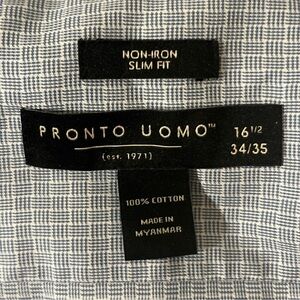 NON-IRON
SLIM FIT
PRONTO UOMO™ 16 1/2
(EST. 1971) 34/35
100% COTTON
MADE IN
MYANMAR